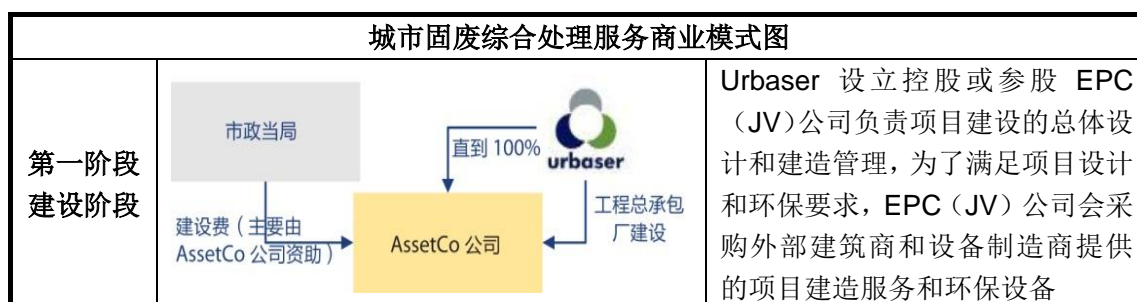 城市固废综合处理服务商业模式图
第一阶段
建设阶段
市政当局
直到 100%
urbaser
建设费（主要由
AssetCo 公司资助）
AssetCo 公司
工程总承包
厂建设
Urbaser 设立控股或参股 EPC
（JV）公司负责项目建设的总体设
计和建造管理，为了满足项目设计
和环保要求，EPC（JV）公司会采
购外部建筑商和设备制造商提供
的项目建造服务和环保设备